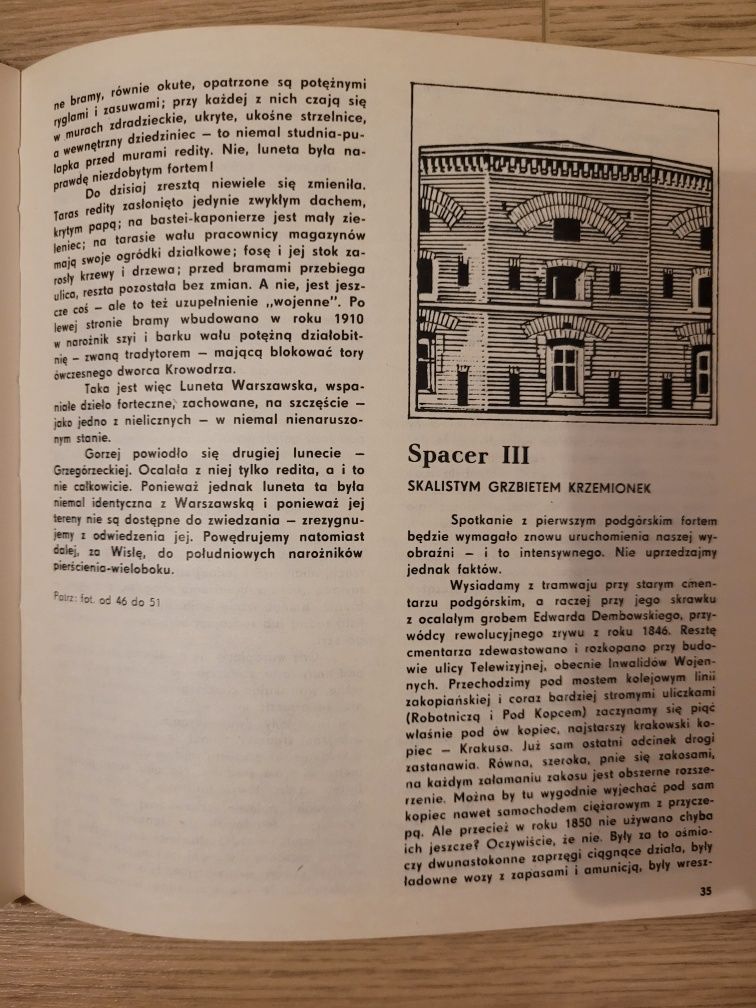 ne bramy, równie okute, opatrzone są potężnymi
ryglami i zasuwami; przy każdej z nich czają się
w murach zdradzieckie, ukryte, ukośne strzelnice,
a wewnętrzny dziedziniec — to niemal studnia-pu-
łapka przed murami redity. Nie, luneta była na-
prawdę niezdobytym fortem!
Do dzisiaj zresztą niewiele się zmieniła.
Taras redity zasłonięto jedynie zwykłym dachem,
krytym papą; na bastei-kaponierze jest mały zie-
leniec; na tarasie wału pracownicy magazynów
mają swoje ogródki działkowe; fosę i jej stok za-
rosły krzewy i drzewa; przed bramami przebiega
ulica, reszta pozostała bez zmian. A nie, jest jesz-
cze coś — ale to też uzupełnienie „wojenne". Po
lewej stronie bramy wbudowano w roku 1910
w narożnik szyi i barku wału potężną działobit-
nię — zwaną tradytorem — mającą blokować tory
ówczesnego dworca Krowodrza.
Taka jest więc Luneta Warszawska, wspa-
niałe dzieło forteczne, zachowane, na szczęście —
jako jedno z nielicznych — w niemal nienaruszo-
nym stanie.
Gorzej powiodło się drugiej lunecie —
Grzegórzeckiej. Ocalała z niej tylko redita, a i to
nie całkowicie. Ponieważ jednak luneta ta była
niemal identyczna z Warszawską i ponieważ jej
tereny nie są dostępne do zwiedzania — zrezygnu-
jemy z odwiedzenia jej. Powędrujemy natomiast
dalej, za Wisłę, do południowych narożników
pierścienia-wieloboku.
Patrz: fot. od 46 do 51
Spacer III
SKALISTYM GRZBIETEM KRZEMIONEK
Spotkanie z pierwszym podgórskim fortem
będzie wymagało znowu uruchomienia naszej wy-
obraźni — i to intensywnego. Nie uprzedzajmy
jednak faktów.
Wysiadamy z tramwaju przy starym cmen-
tarzu podgórskim, a raczej przy jego skrawku
z ocalałym grobem Edwarda Dembowskiego, przy-
wódcy rewolucyjnego zrywu z roku 1846. Resztę
cmentarza zdewastowano i rozkopano przy budo-
wie ulicy Telewizyjnej, obecnie Inwalidów Wojen-
nych. Przechodzimy pod mostem kolejowym linii
zakopiańskiej i coraz bardziej stromymi uliczkami
(Robotniczą i Pod Kopcem) zaczynamy się piąć
właśnie pod ów kopiec, najstarszy krakowski ko-
piec — Krakusa. Już sam ostatni odcinek drogi
zastanawia. Równa, szeroka, pnie się zakosami,
na każdym załamaniu zakosu jest obszerne rozsze-
rzenie. Można by tu wygodnie wyjechać pod sam
kopiec nawet samochodem ciężarowym z przycze-
pą. Ale przecież w roku 1850 nie używano chyba
ich jeszcze? Oczywiście, że nie. Były za to ośmio-
czy dwunastokonne zaprzęgi ciągnące działa, były
ładowne wozy z zapasami i amunicją, były wresz-
35